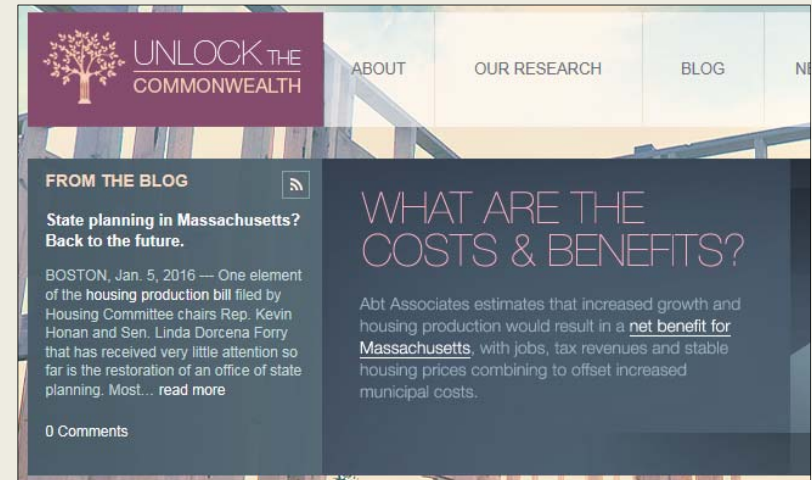 UNLOCK THE
COMMONWEALTH
ABOUT
OUR RESEARCH
BLOG
FROM THE BLOG
State planning in Massachusetts?
Back to the future.
BOSTON, Jan. 5, 2016 — One element
of the housing production bill filed by
Housing Committee chairs Rep. Kevin
Honan and Sen. Linda Dorcena Forry
that has received very little attention so
far is the restoration of an office of state
planning. Most... read more
0 Comments
WHAT ARE THE
COSTS & BENEFITS?
Abt Associates estimates that increased growth and
housing production would result in a net benefit for
Massachusetts, with jobs, tax revenues and stable
housing prices combining to offset increased
municipal costs.